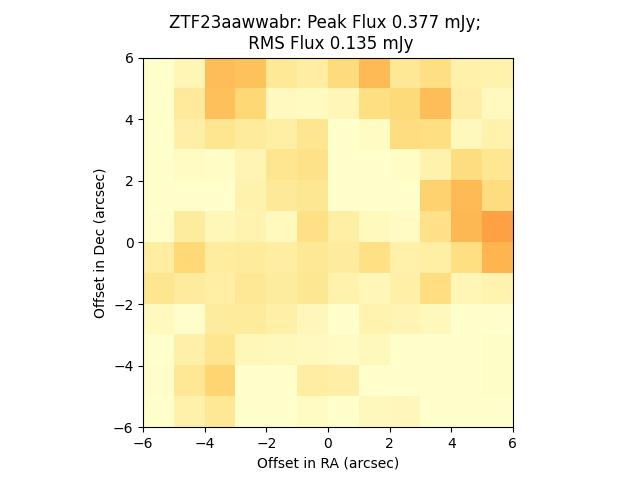 ZTF23aawwabr: Peak Flux 0.377 mJy;
RMS Flux 0.135 mJy
6
4
2
0
−2
−4
−6
Offset in Dec (arcsec)
−6 −4 −2 0 2 4 6
Offset in RA (arcsec)